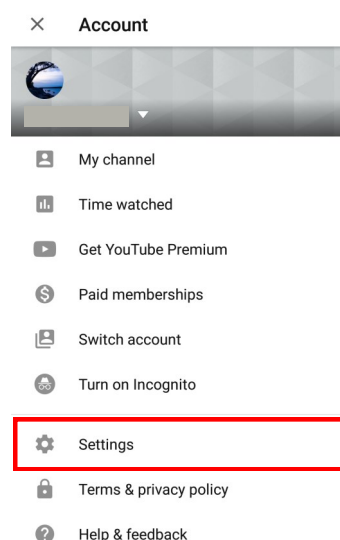 Account
My channel
Time watched
Get YouTube Premium
Paid memberships
Switch account
Turn on Incognito
Settings
Terms & privacy policy
Help & feedback